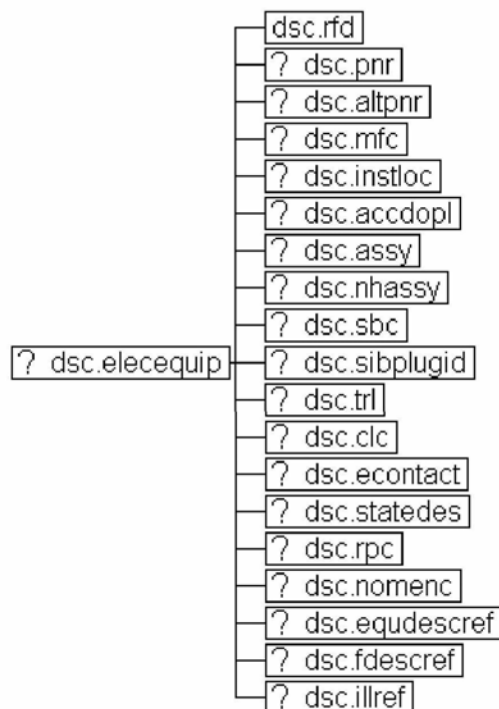 dsc.rfd
? dsc.pnr
? dsc.altpnr
? dsc.mfc
? dsc.instloc
? dsc.accdopl
? dsc.assy
? dsc.nhassy
? dsc.sbc
? dsc.elecequip
? dsc.sibplugid
? dsc.trl
? dsc.clc
? dsc.econtact
? dsc.statedes
? dsc.rpc
? dsc.nomenc
? dsc.equdescref
? dsc.fdescref
? dsc.illref